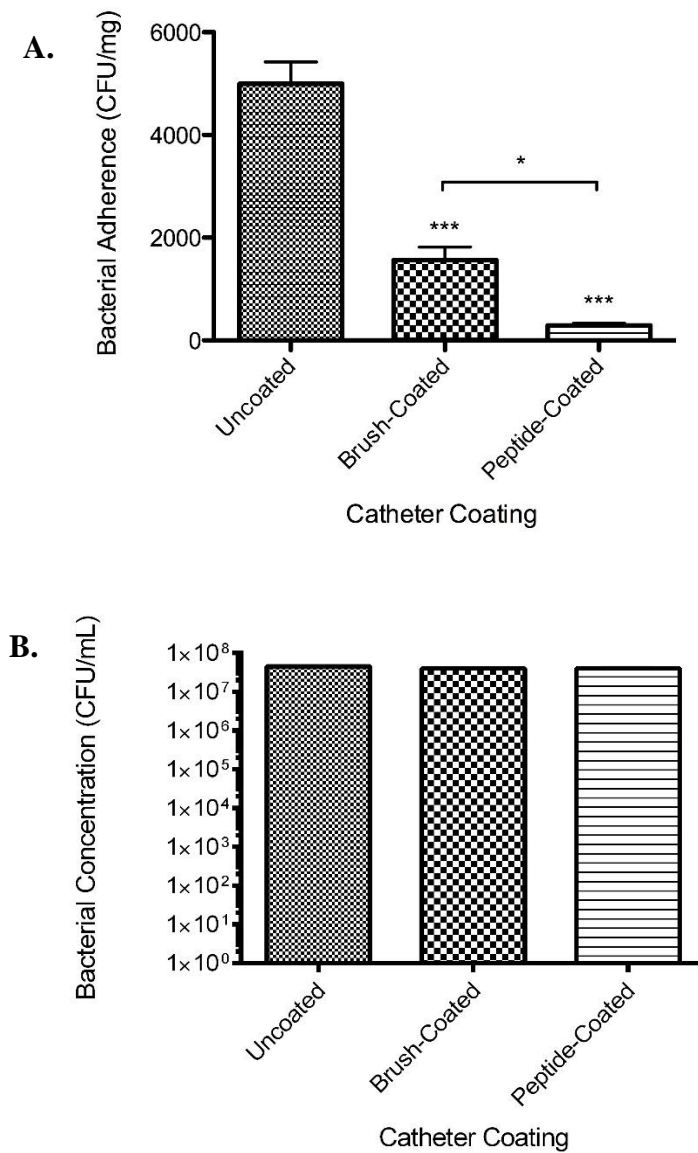 A.
Bacterial Adherence (CFU/mg)
6000
4000
2000
0
*
***
***
Uncoated
Brush-Coated
Peptide-Coated
Catheter Coating
B.
Bacterial Concentration (CFU/mL)
1×10⁸
1×10⁷
1×10⁶
1×10⁵
1×10⁴
1×10³
1×10²
1×10¹
1×10⁰
Uncoated
Brush-Coated
Peptide-Coated
Catheter Coating